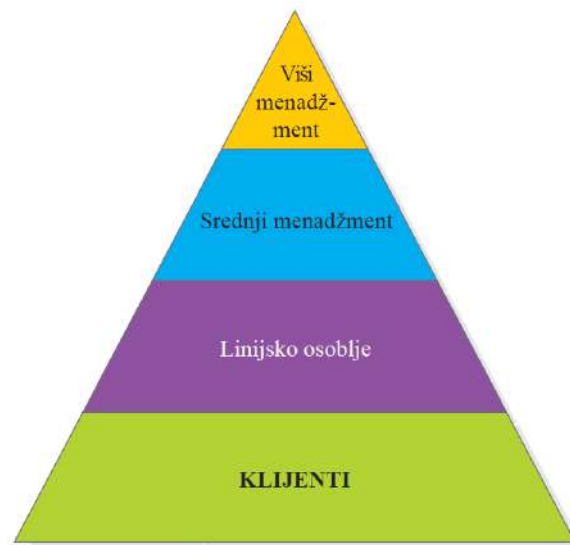 Viši
menadž-
ment
Srednji menadžment
Linijsko osoblje
KLIJENTI